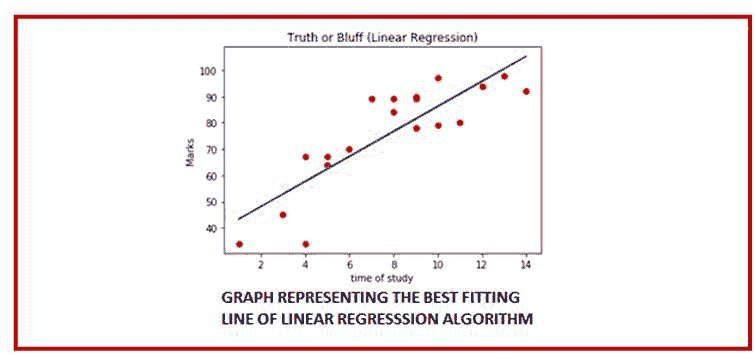 Truth or Bluff (Linear Regression)
100
90
80
70
60
50
40
Marks
2 4 6 8 10 12 14
time of study
GRAPH REPRESENTING THE BEST FITTING
LINE OF LINEAR REGRESSSION ALGORITHM